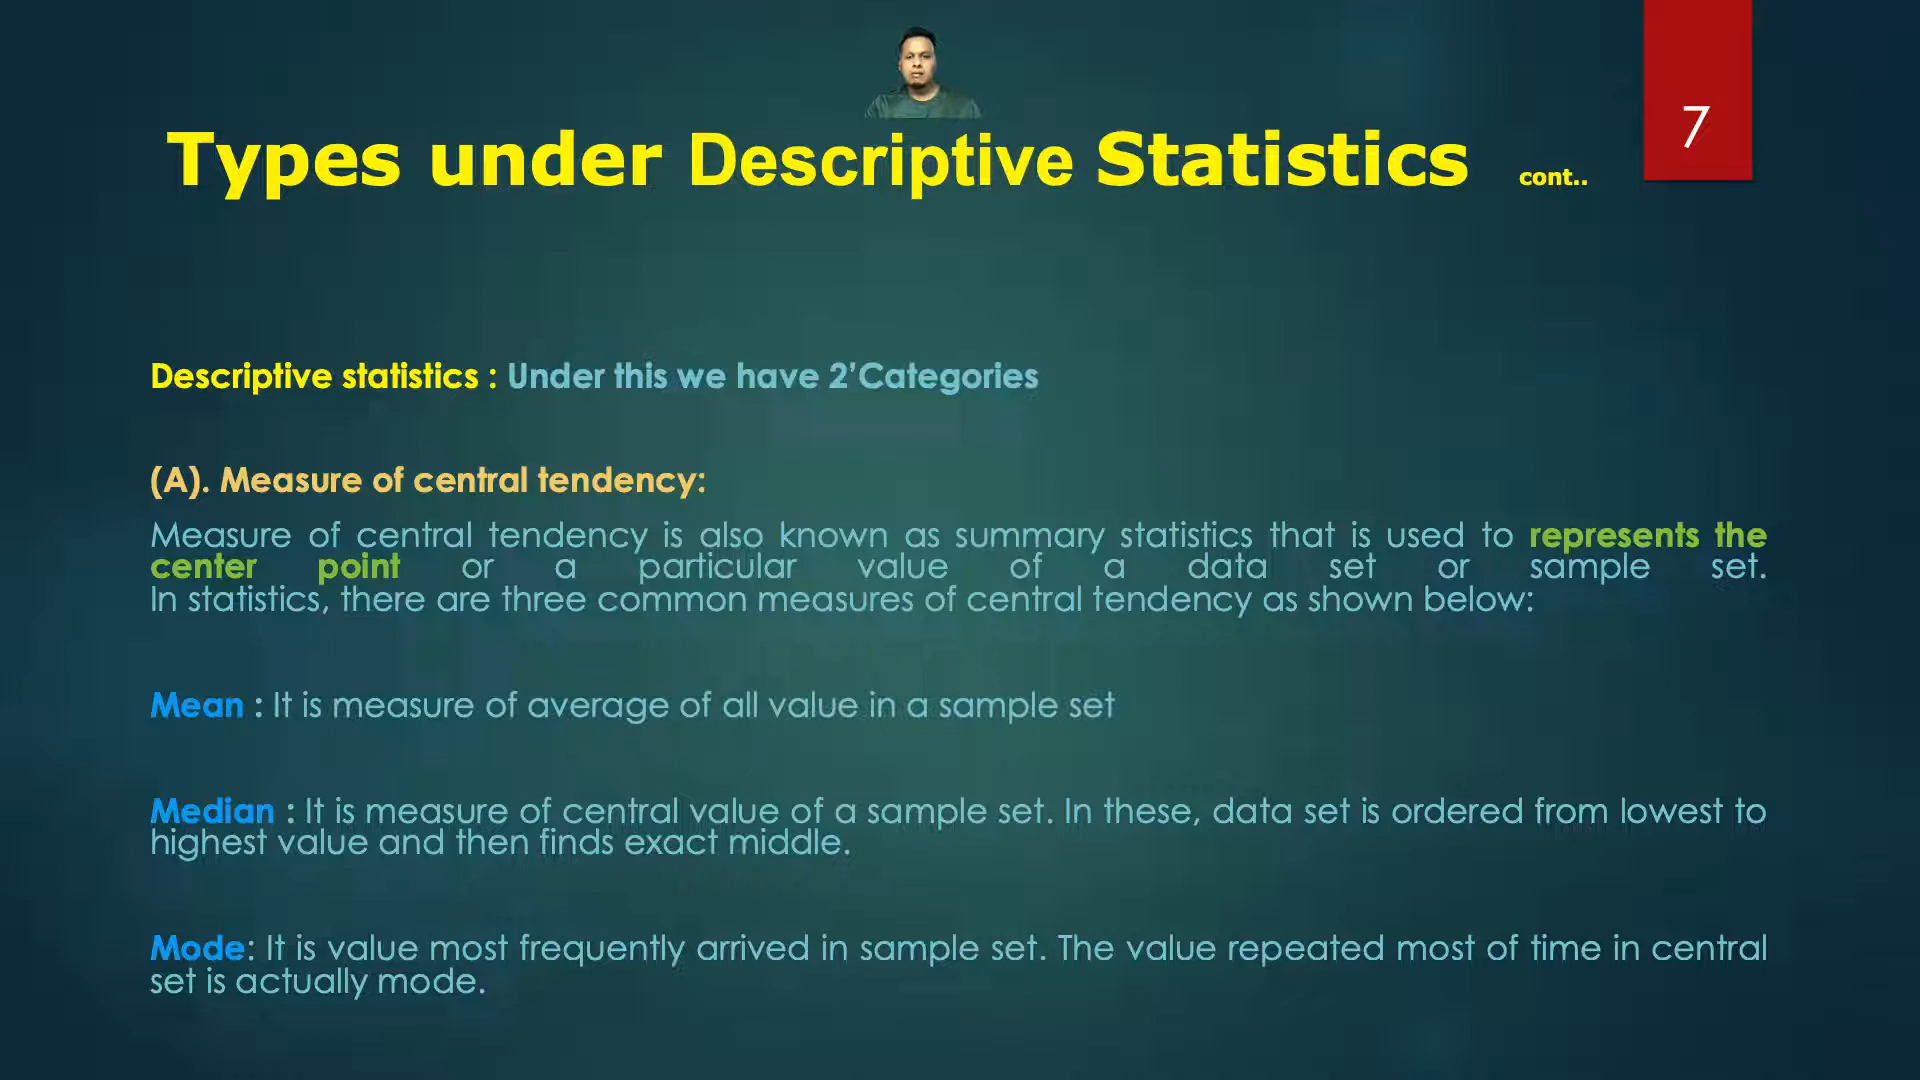 7
Types under Descriptive Statistics cont..
Descriptive statistics : Under this we have 2’Categories
(A). Measure of central tendency:
Measure of central tendency is also known as summary statistics that is used to represents the
center point or a particular value of a data set or sample set.
In statistics, there are three common measures of central tendency as shown below:
Mean : It is measure of average of all value in a sample set
Median : It is measure of central value of a sample set. In these, data set is ordered from lowest to
highest value and then finds exact middle.
Mode: It is value most frequently arrived in sample set. The value repeated most of time in central
set is actually mode.